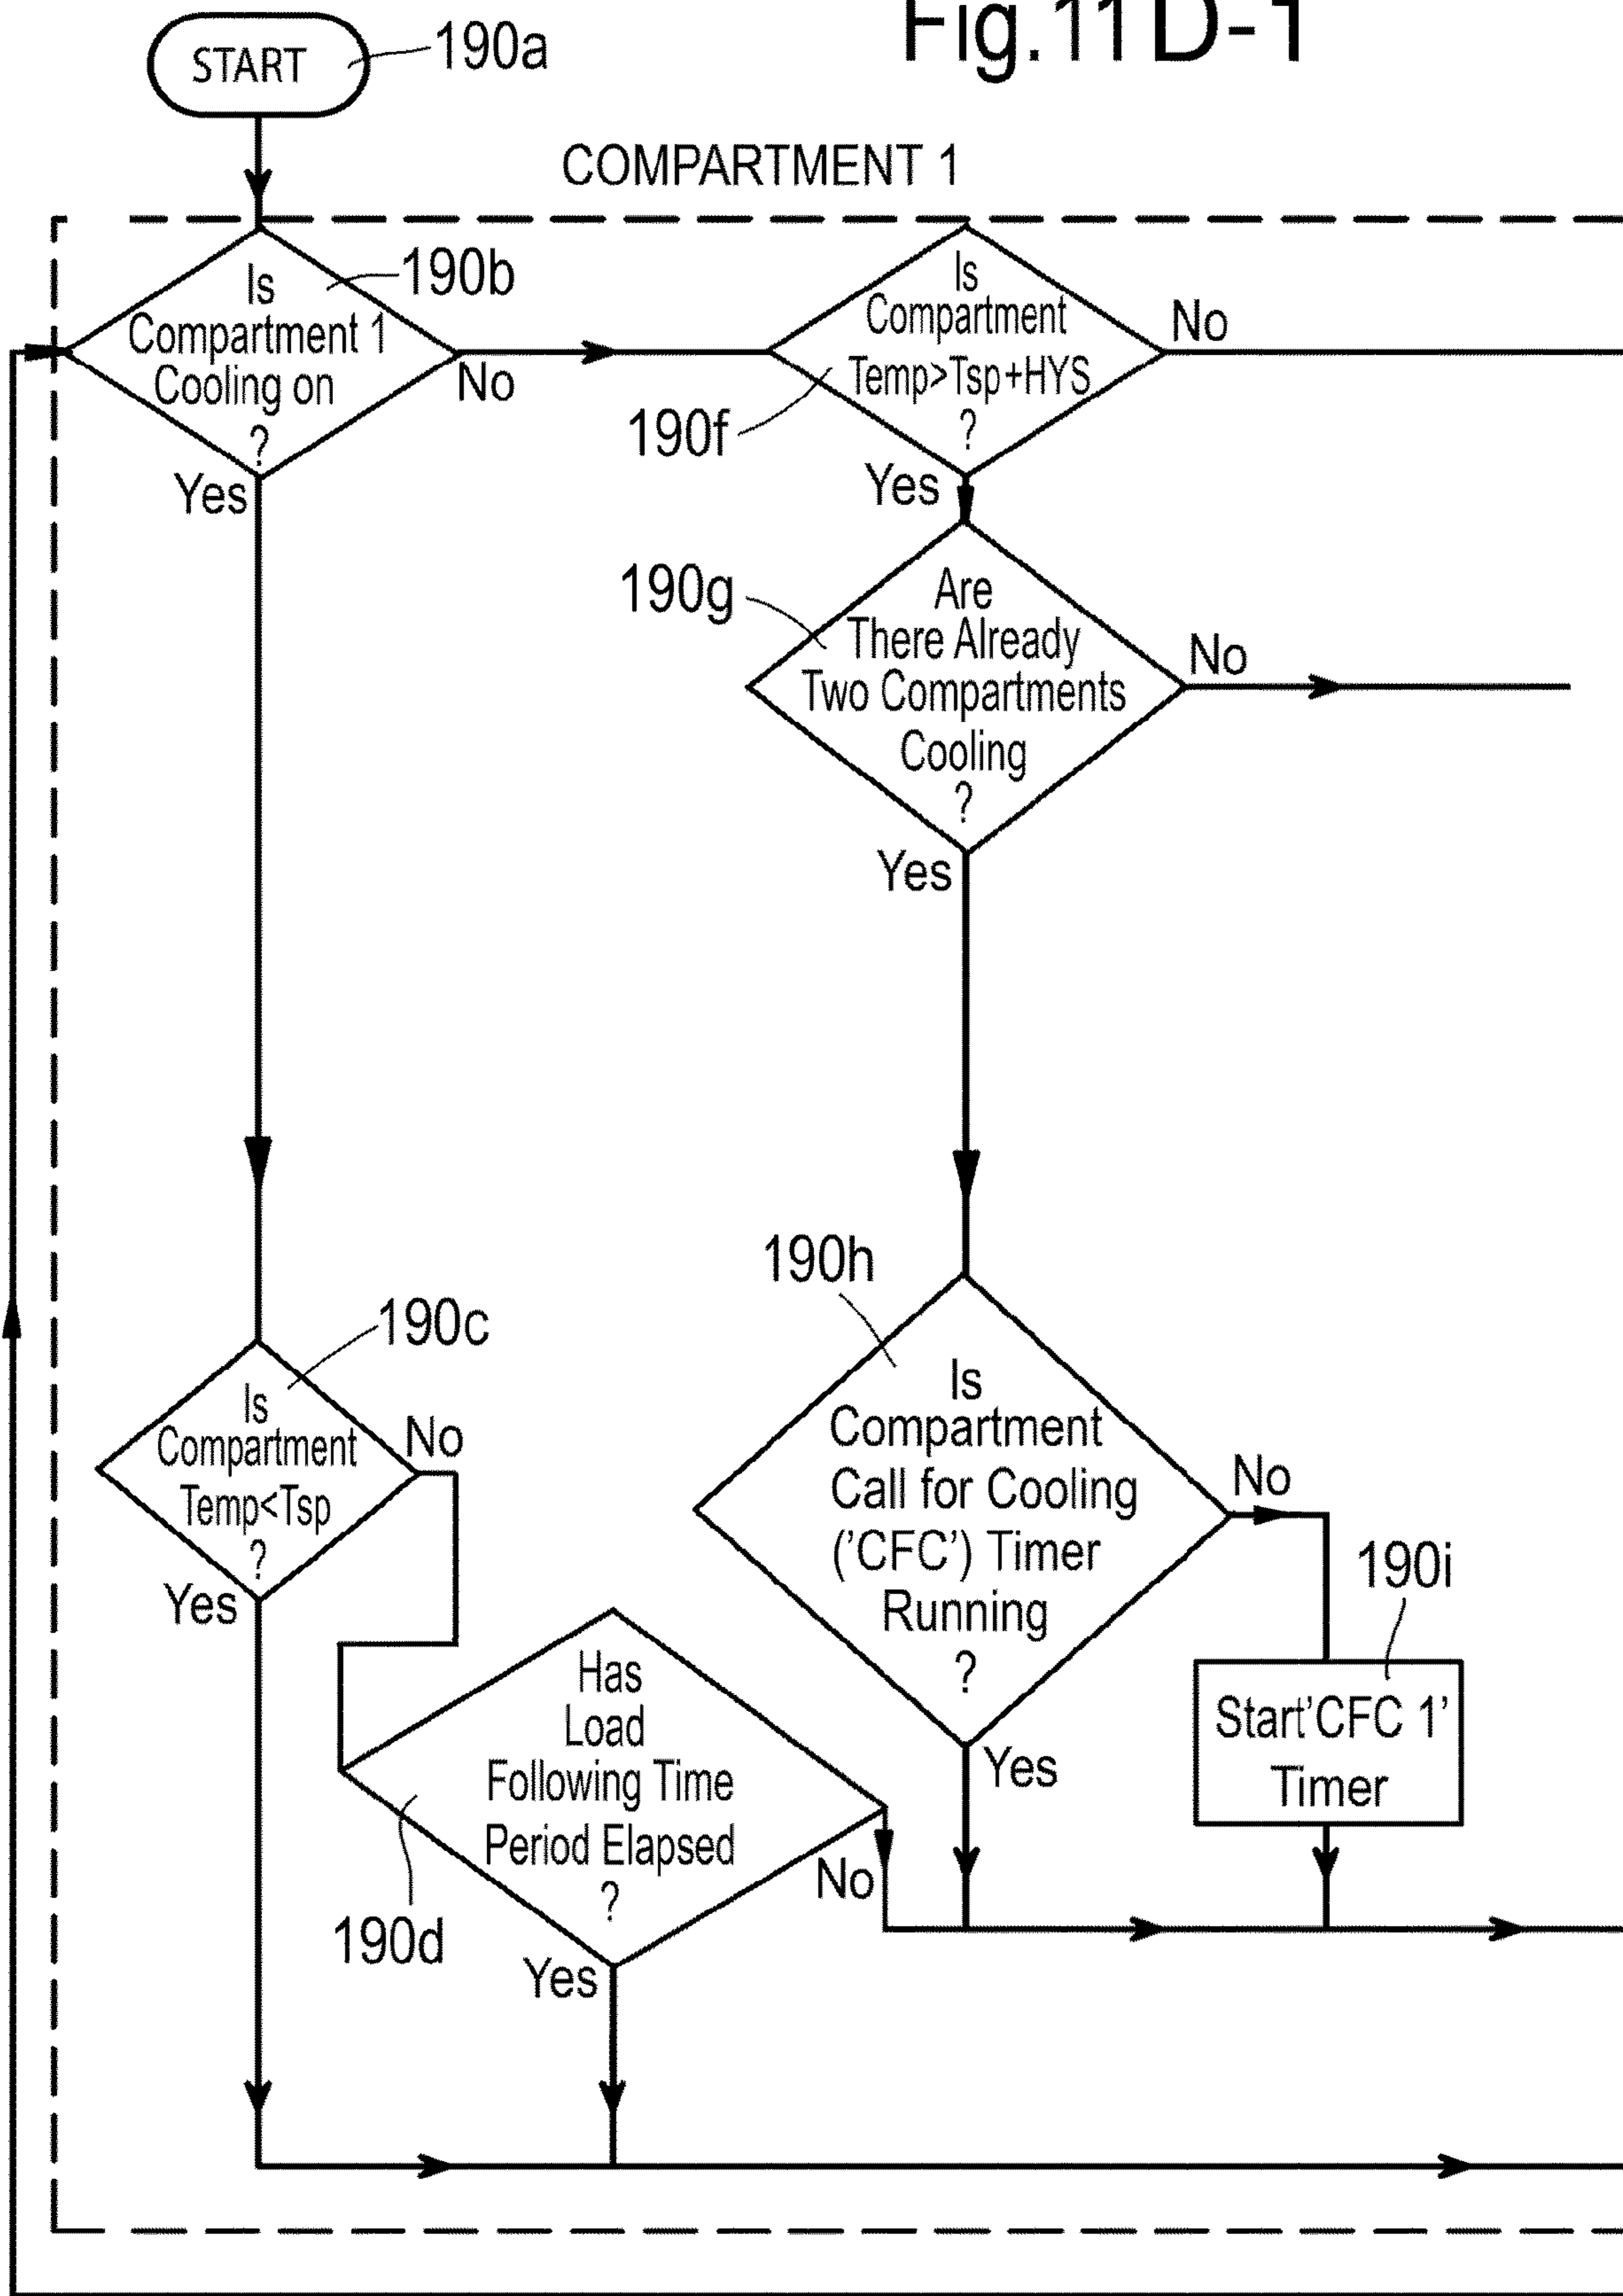 Fig.11D-1
START
190a
COMPARTMENT 1
Is
Compartment 1
Cooling on
?
190b
No
Yes
Is
Compartment
Temp>Tsp+HYS
?
190f
No
Yes
Are
There Already
Two Compartments
Cooling
?
190g
No
Yes
190h
Is
Compartment
Call for Cooling
('CFC') Timer
Running
?
No
Yes
190i
Start'CFC 1'
Timer
190c
Is
Compartment
Temp<Tsp
?
No
Yes
Has
Load
Following Time
Period Elapsed
?
190d
No
Yes